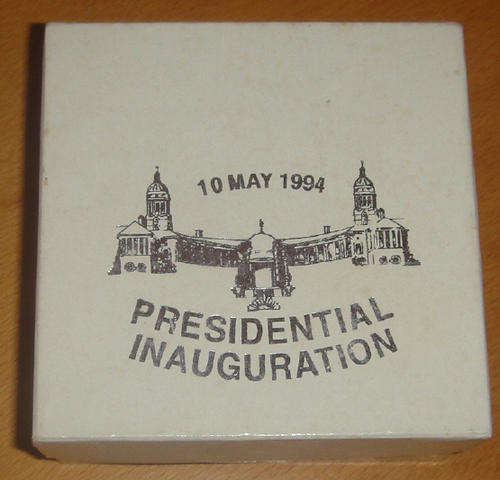 10 MAY 1994
PRESIDENTIAL
INAUGURATION